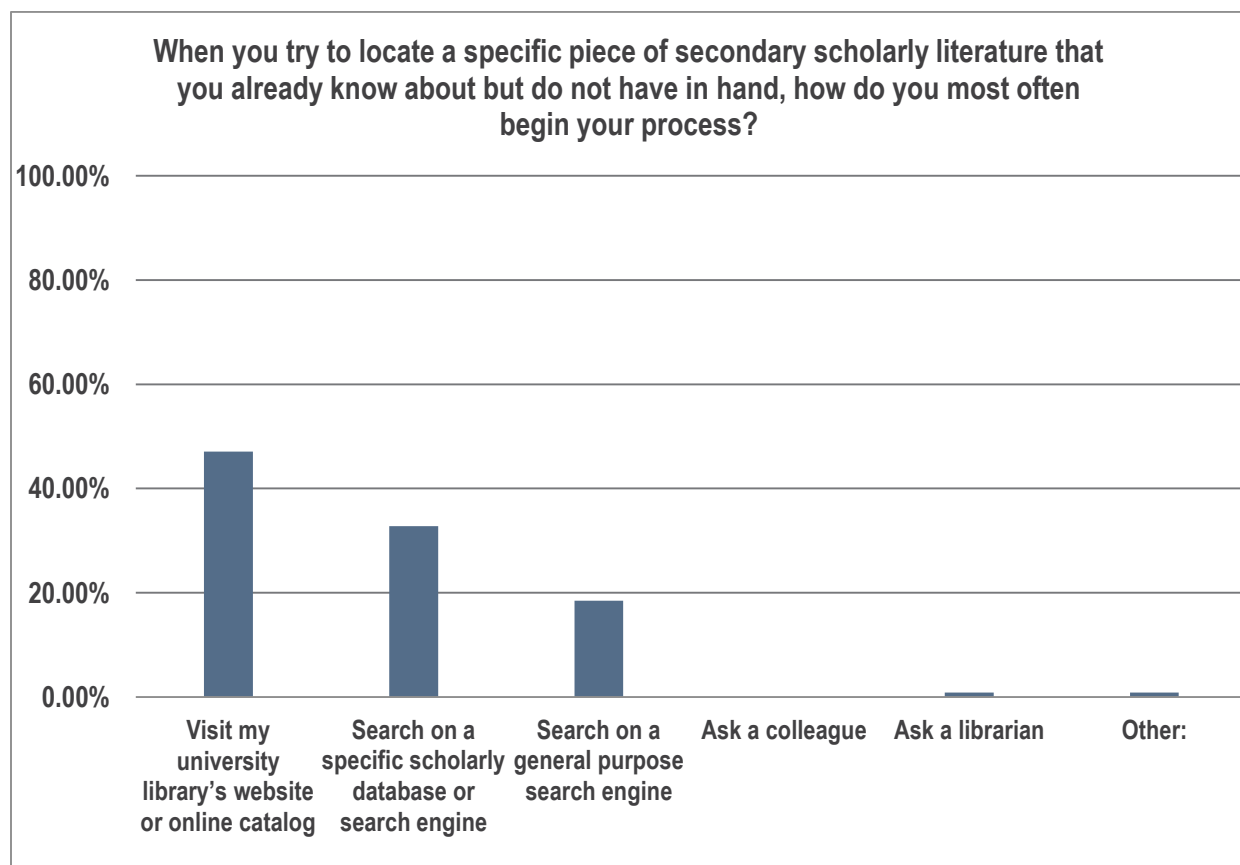 When you try to locate a specific piece of secondary scholarly literature that
you already know about but do not have in hand, how do you most often
begin your process?
100.00%
80.00%
60.00%
40.00%
20.00%
0.00%
Visit my
university
library’s website
or online catalog
Search on a
specific scholarly
database or
search engine
Search on a
general purpose
search engine
Ask a colleague
Ask a librarian
Other: